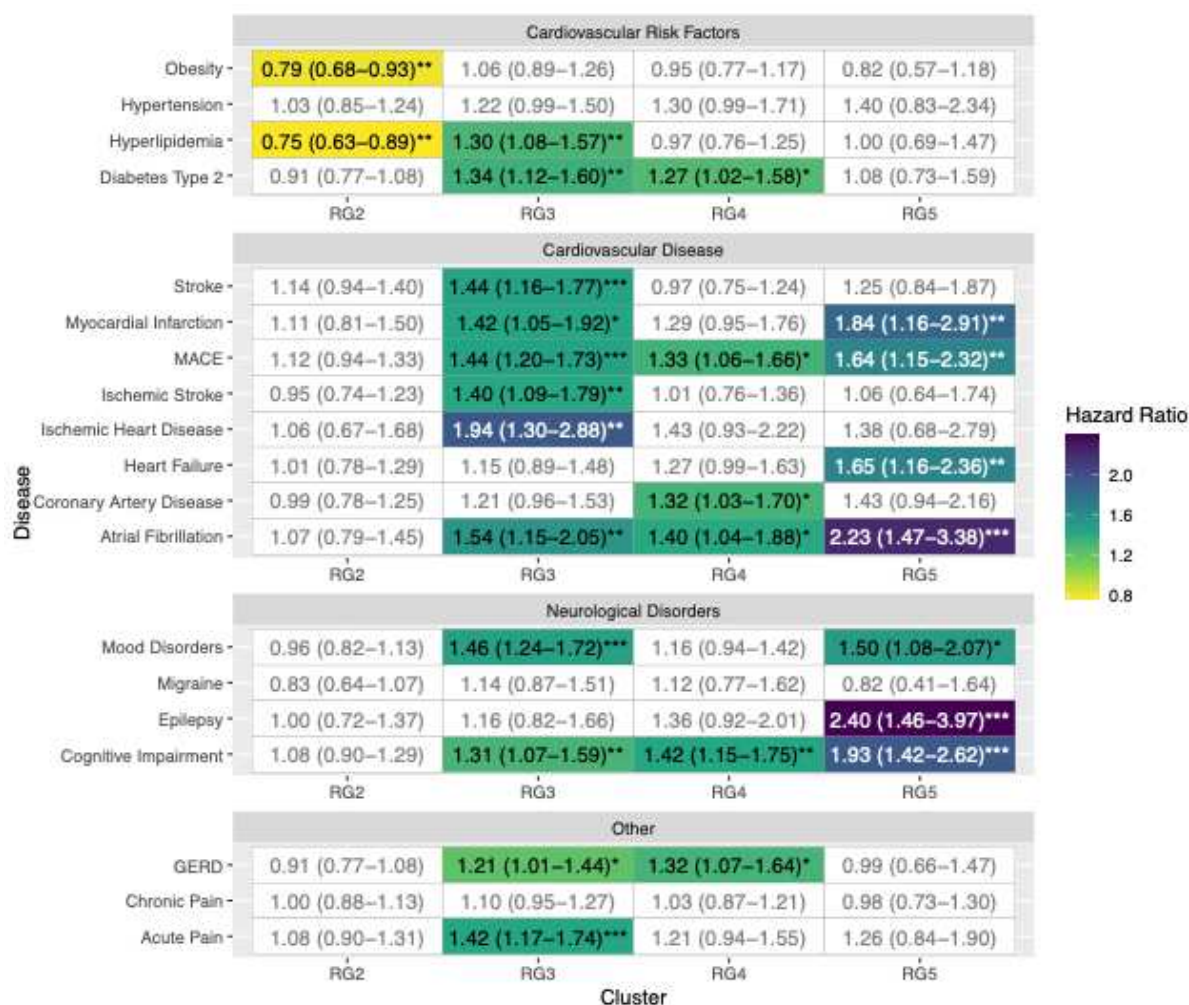 Cardiovascular Risk Factors
Obesity 0.79 (0.68–0.93)** 1.06 (0.89–1.26) 0.95 (0.77–1.17) 0.82 (0.57–1.18)
Hypertension 1.03 (0.85–1.24) 1.22 (0.99–1.50) 1.30 (0.99–1.71) 1.40 (0.83–2.34)
Hyperlipidemia 0.75 (0.63–0.89)** 1.30 (1.08–1.57)** 0.97 (0.76–1.25) 1.00 (0.69–1.47)
Diabetes Type 2 0.91 (0.77–1.08) 1.34 (1.12–1.60)** 1.27 (1.02–1.58)* 1.08 (0.73–1.59)
RG2 RG3 RG4 RG5
Cardiovascular Disease
Stroke 1.14 (0.94–1.40) 1.44 (1.16–1.77)*** 0.97 (0.75–1.24) 1.25 (0.84–1.87)
Myocardial Infarction 1.11 (0.81–1.50) 1.42 (1.05–1.92)* 1.29 (0.95–1.76) 1.84 (1.16–2.91)**
MACE 1.12 (0.94–1.33) 1.44 (1.20–1.73)*** 1.33 (1.06–1.66)* 1.64 (1.15–2.32)**
Ischemic Stroke 0.95 (0.74–1.23) 1.40 (1.09–1.79)** 1.01 (0.76–1.36) 1.06 (0.64–1.74)
Ischemic Heart Disease 1.06 (0.67–1.68) 1.94 (1.30–2.88)** 1.43 (0.93–2.22) 1.38 (0.68–2.79)
Heart Failure 1.01 (0.78–1.29) 1.15 (0.89–1.48) 1.27 (0.99–1.63) 1.65 (1.16–2.36)**
Coronary Artery Disease 0.99 (0.78–1.25) 1.21 (0.96–1.53) 1.32 (1.03–1.70)* 1.43 (0.94–2.16)
Atrial Fibrillation 1.07 (0.79–1.45) 1.54 (1.15–2.05)** 1.40 (1.04–1.88)* 2.23 (1.47–3.38)***
RG2 RG3 RG4 RG5
Neurological Disorders
Mood Disorders 0.96 (0.82–1.13) 1.46 (1.24–1.72)*** 1.16 (0.94–1.42) 1.50 (1.08–2.07)*
Migraine 0.83 (0.64–1.07) 1.14 (0.87–1.51) 1.12 (0.77–1.62) 0.82 (0.41–1.64)
Epilepsy 1.00 (0.72–1.37) 1.16 (0.82–1.66) 1.36 (0.92–2.01) 2.40 (1.46–3.97)***
Cognitive Impairment 1.08 (0.90–1.29) 1.31 (1.07–1.59)** 1.42 (1.15–1.75)** 1.93 (1.42–2.62)***
RG2 RG3 RG4 RG5
Other
GERD 0.91 (0.77–1.08) 1.21 (1.01–1.44)* 1.32 (1.07–1.64)* 0.99 (0.66–1.47)
Chronic Pain 1.00 (0.88–1.13) 1.10 (0.95–1.27) 1.03 (0.87–1.21) 0.98 (0.73–1.30)
Acute Pain 1.08 (0.90–1.31) 1.42 (1.17–1.74)*** 1.21 (0.94–1.55) 1.26 (0.84–1.90)
RG2 RG3 RG4 RG5
Cluster
Disease
Hazard Ratio
2.0
1.6
1.2
0.8